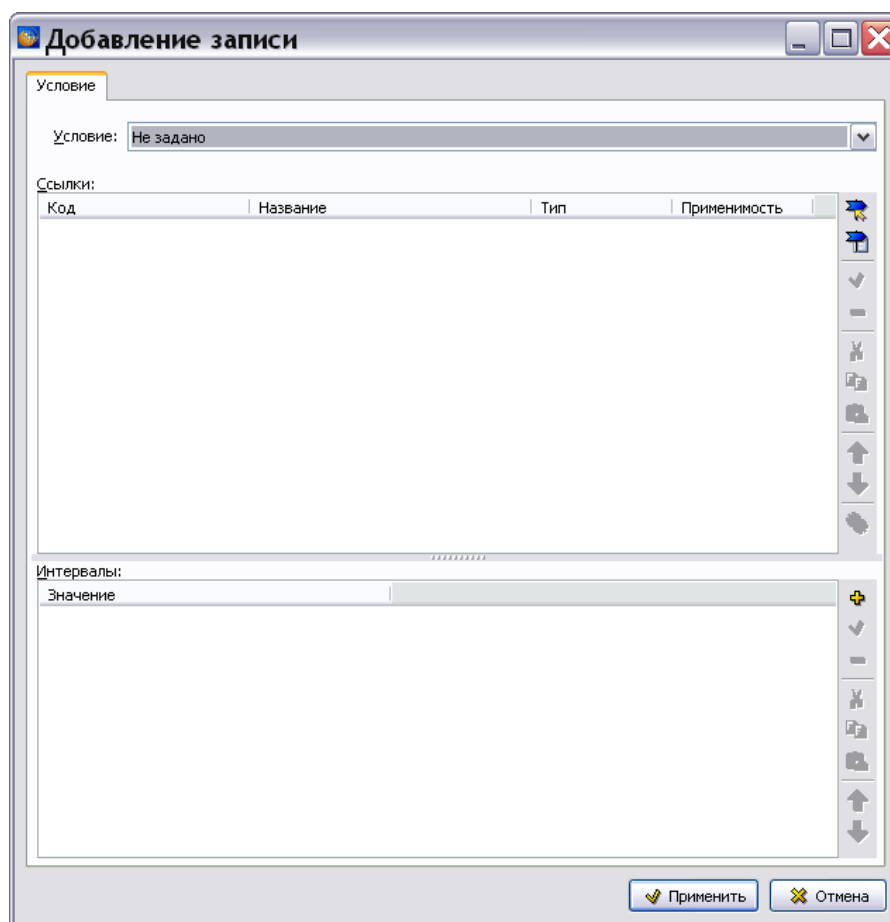 Добавление записи
Условие
Условие: Не задано
Ссылки:
Код Название Тип Применимость
Интервалы:
Значение
Применить Отмена